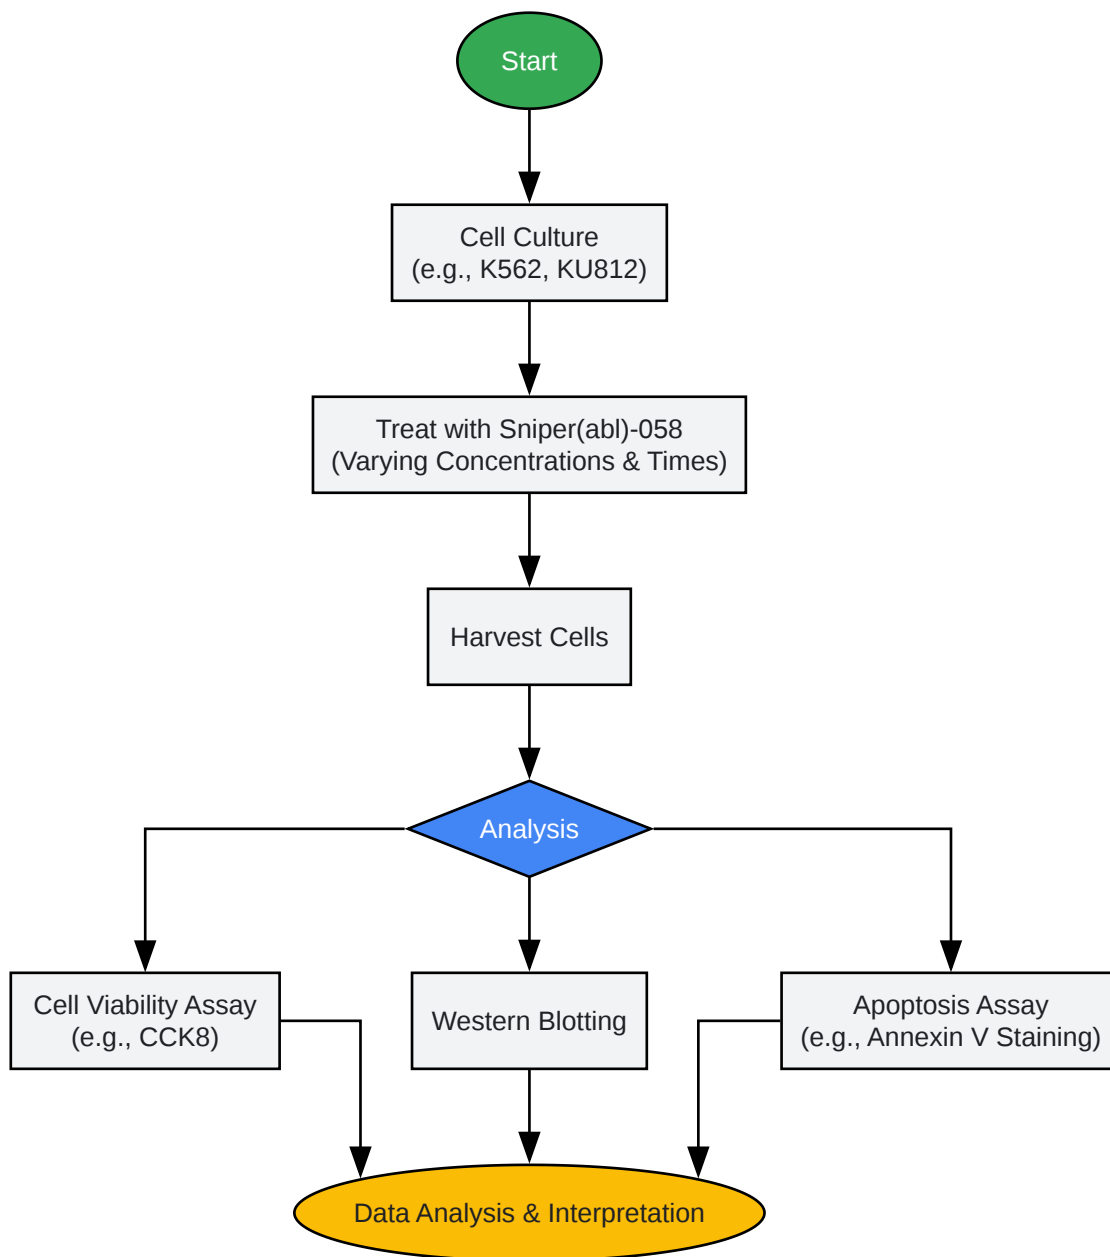 Start
Cell Culture
(e.g., K562, KU812)
Treat with Sniper(abl)-058
(Varying Concentrations & Times)
Harvest Cells
Analysis
Cell Viability Assay
(e.g., CCK8)
Western Blotting
Apoptosis Assay
(e.g., Annexin V Staining)
Data Analysis & Interpretation